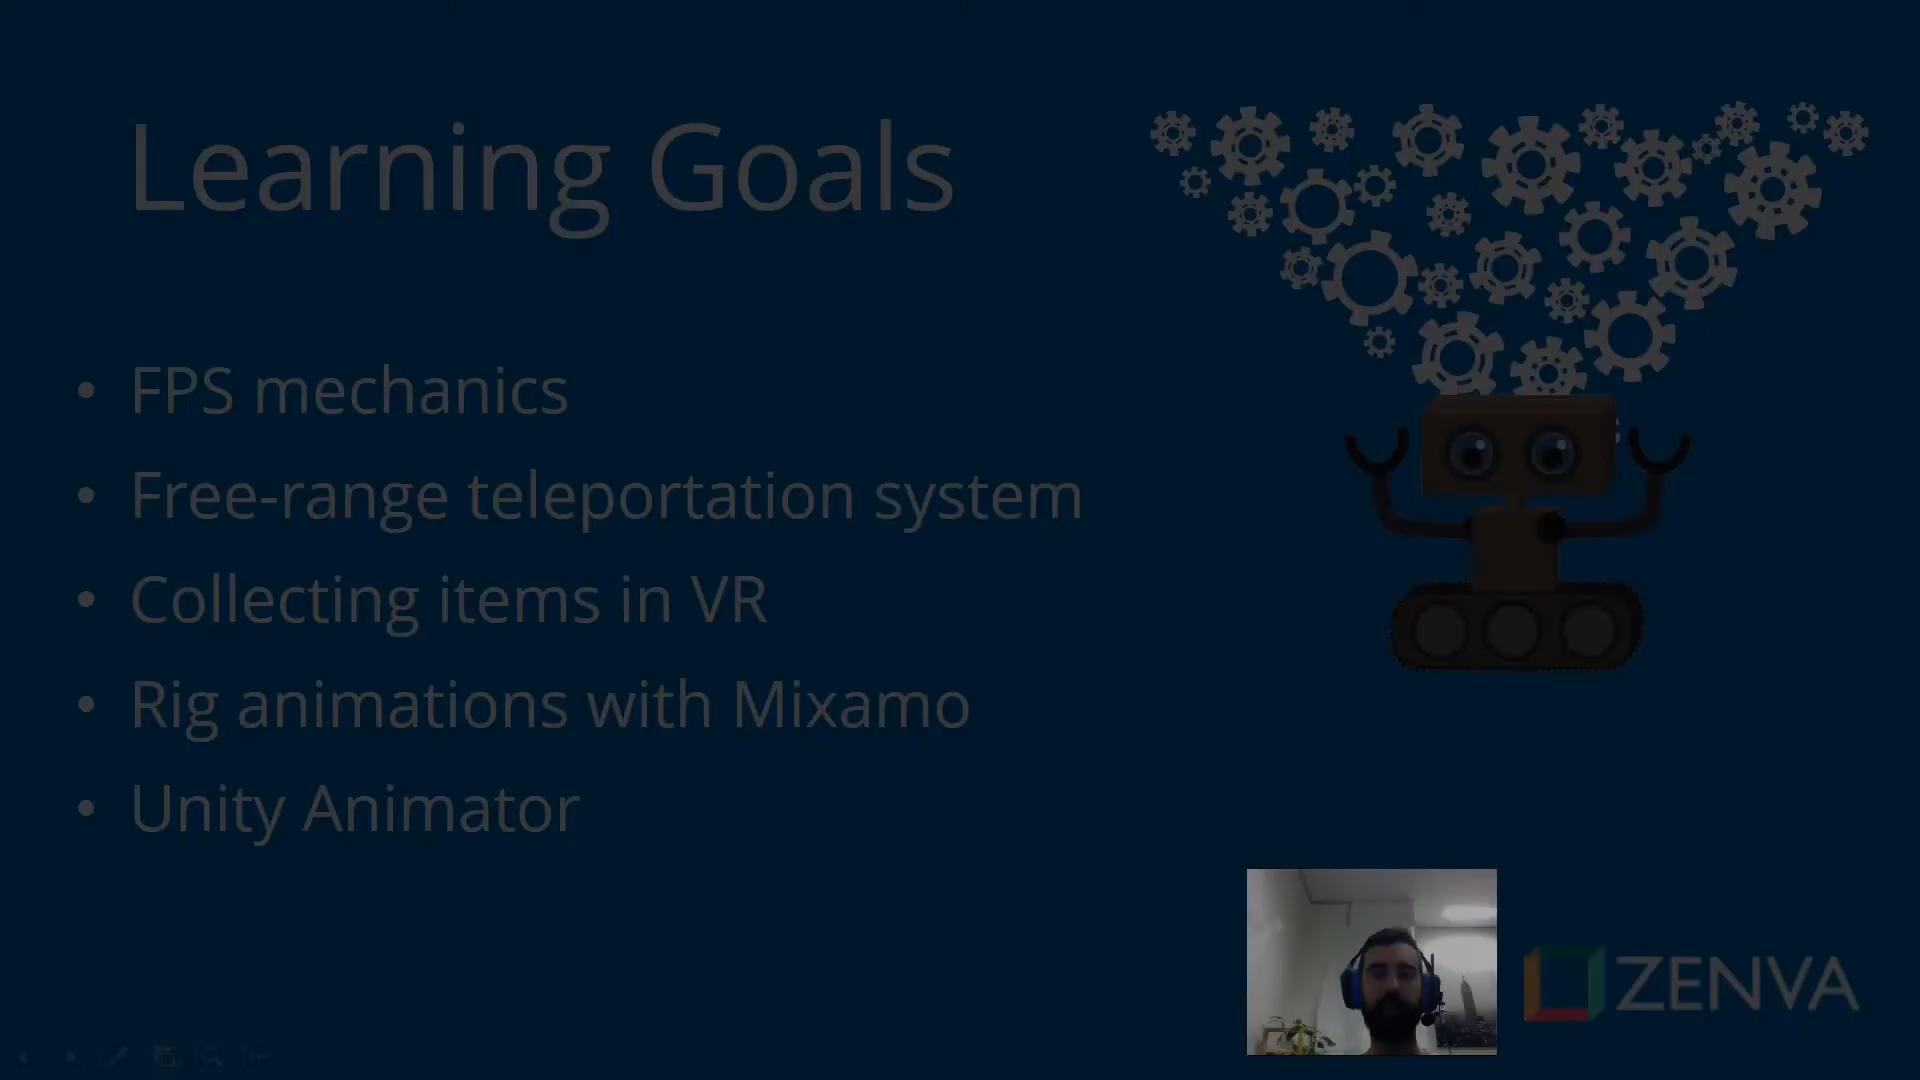 Learning Goals
• FPS mechanics
• Free-range teleportation system
• Collecting items in VR
• Rig animations with Mixamo
• Unity Animator
ZENVA